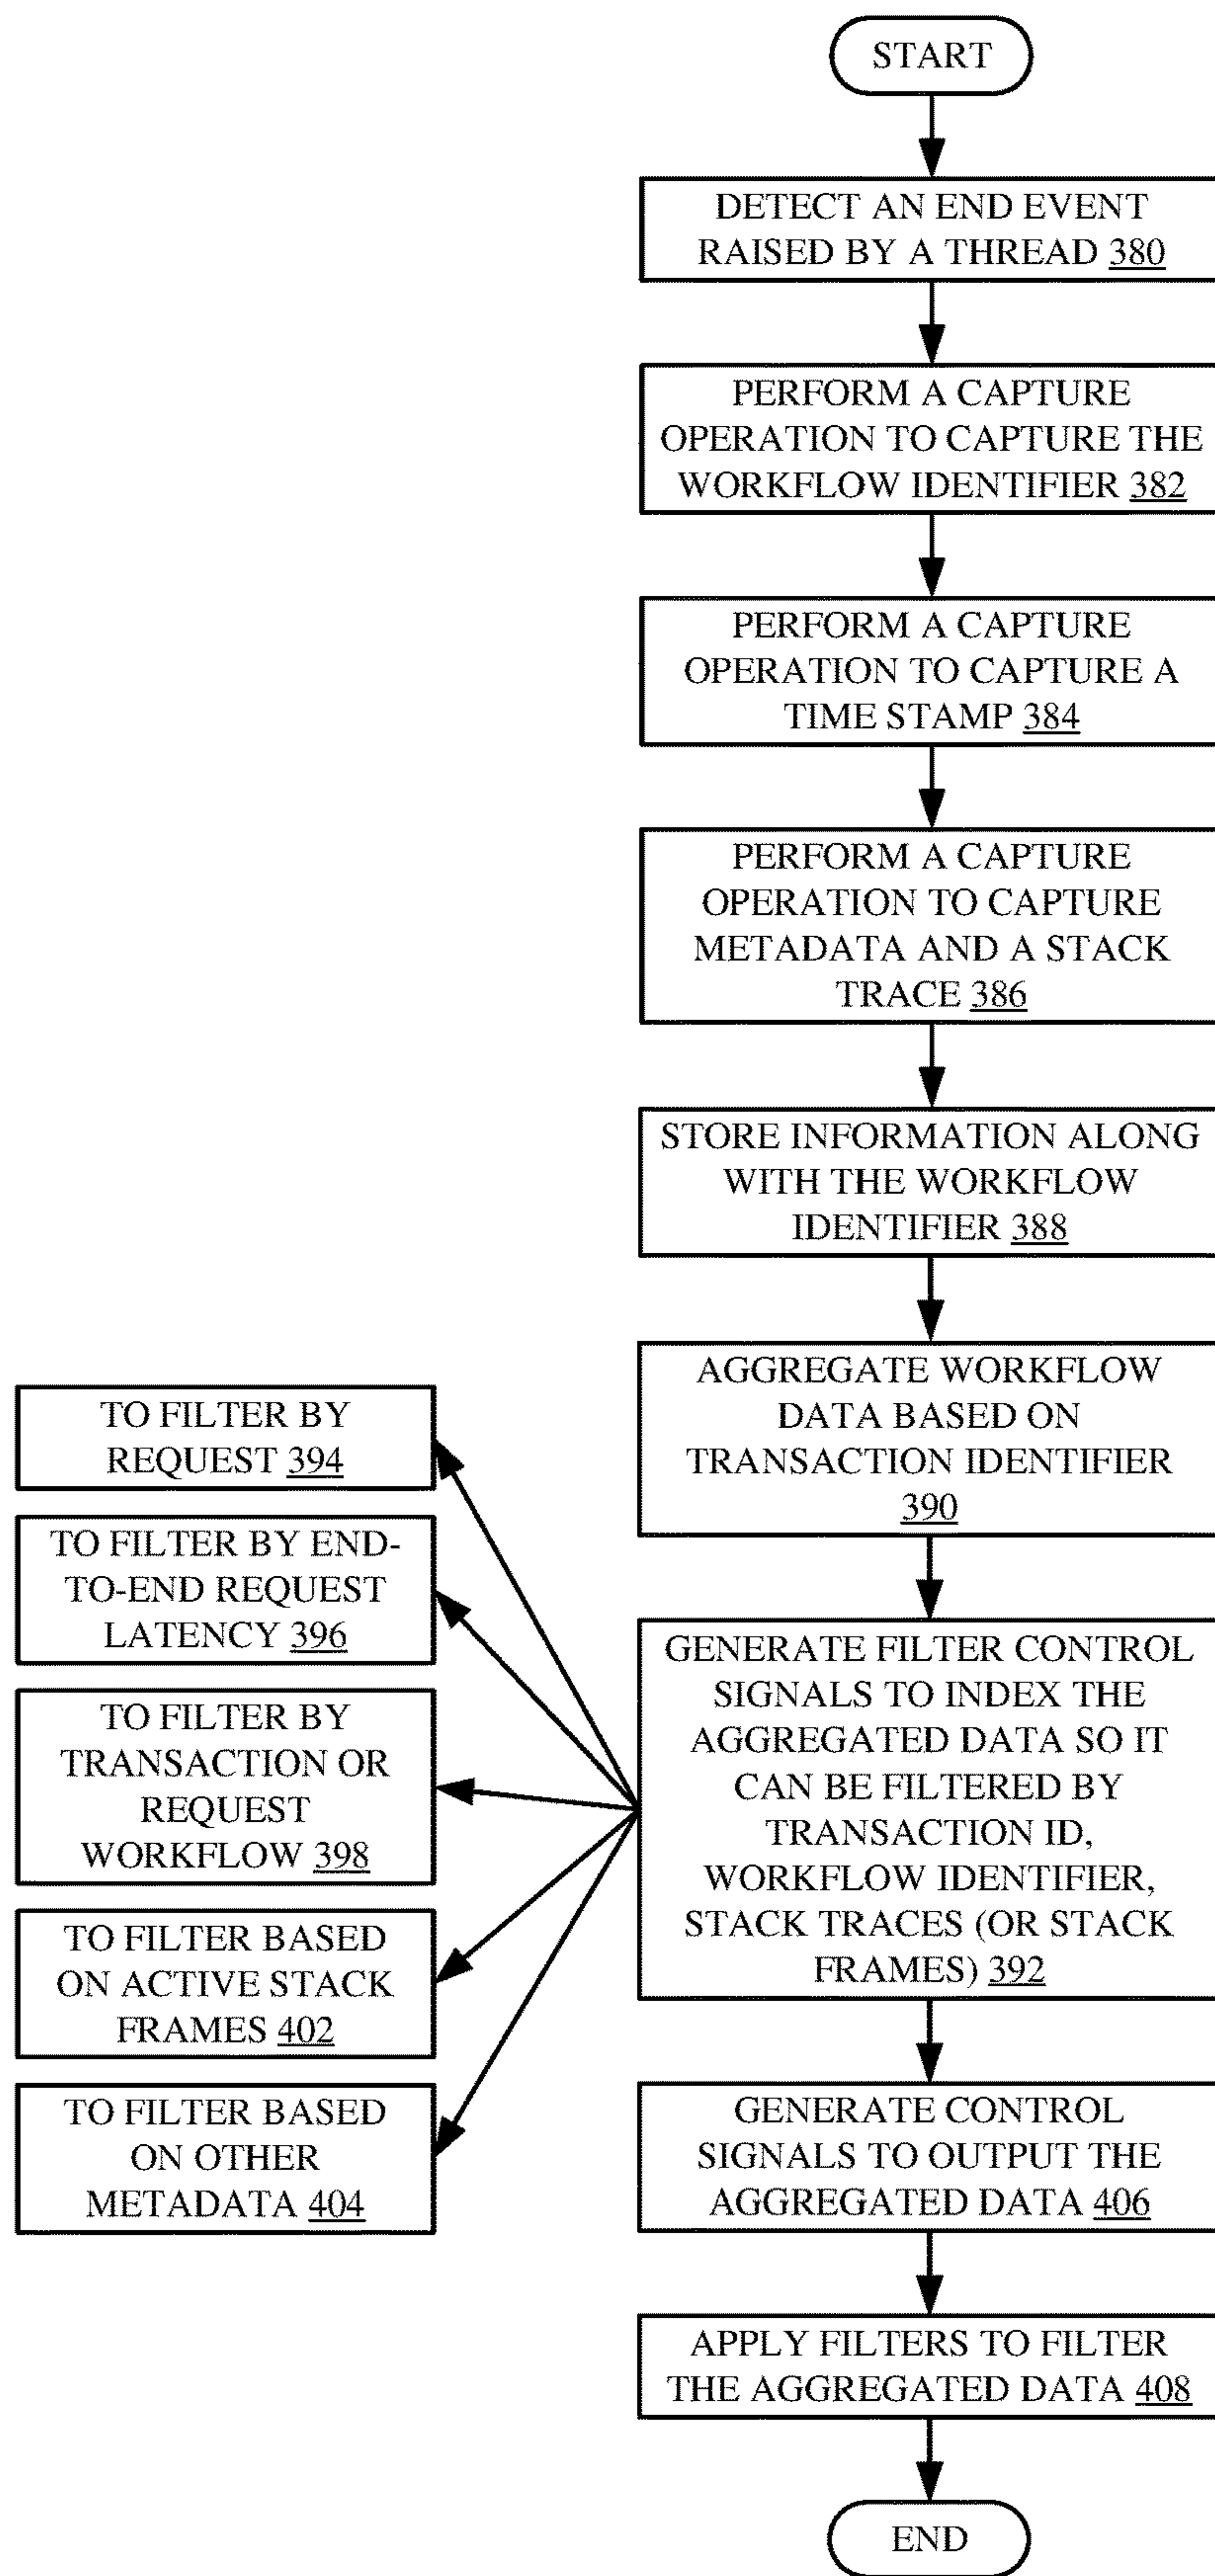 START
DETECT AN END EVENT
RAISED BY A THREAD 380
PERFORM A CAPTURE
OPERATION TO CAPTURE THE
WORKFLOW IDENTIFIER 382
PERFORM A CAPTURE
OPERATION TO CAPTURE A
TIME STAMP 384
PERFORM A CAPTURE
OPERATION TO CAPTURE
METADATA AND A STACK
TRACE 386
STORE INFORMATION ALONG
WITH THE WORKFLOW
IDENTIFIER 388
AGGREGATE WORKFLOW
DATA BASED ON
TRANSACTION IDENTIFIER
390
GENERATE FILTER CONTROL
SIGNALS TO INDEX THE
AGGREGATED DATA SO IT
CAN BE FILTERED BY
TRANSACTION ID,
WORKFLOW IDENTIFIER,
STACK TRACES (OR STACK
FRAMES) 392
TO FILTER BY
REQUEST 394
TO FILTER BY END-
TO-END REQUEST
LATENCY 396
TO FILTER BY
TRANSACTION OR
REQUEST
WORKFLOW 398
TO FILTER BASED
ON ACTIVE STACK
FRAMES 402
TO FILTER BASED
ON OTHER
METADATA 404
GENERATE CONTROL
SIGNALS TO OUTPUT THE
AGGREGATED DATA 406
APPLY FILTERS TO FILTER
THE AGGREGATED DATA 408
END